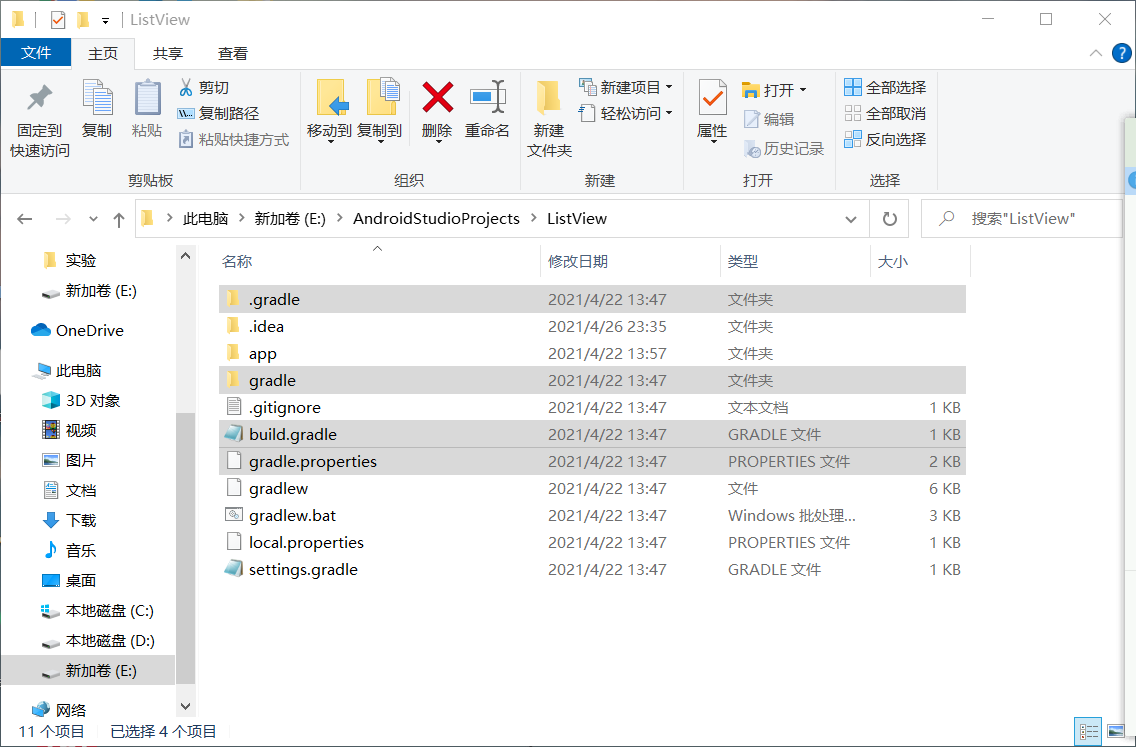 ListView
文件 主页 共享 查看
固定到
快速访问
复制
粘贴
剪切
复制路径
粘贴快捷方式
剪贴板
移动到 复制到 删除 重命名
组织
新建
文件夹
新建项目
轻松访问
新建
属性
打开
编辑
历史记录
打开
全部选择
全部取消
反向选择
选择
此电脑 新加卷 (E:) AndroidStudioProjects ListView
搜索"ListView"
实验
新加卷 (E:)
OneDrive
此电脑
3D 对象
视频
图片
文档
下载
音乐
桌面
本地磁盘 (C:)
本地磁盘 (D:)
新加卷 (E:)
网络
名称 修改日期 类型 大小
.gradle 2021/4/22 13:47 文件夹
.idea 2021/4/26 23:35 文件夹
app 2021/4/22 13:57 文件夹
gradle 2021/4/22 13:47 文件夹
.gitignore 2021/4/22 13:47 文本文档 1 KB
build.gradle 2021/4/22 13:47 GRADLE 文件 1 KB
gradle.properties 2021/4/22 13:47 PROPERTIES 文件 2 KB
gradlew 2021/4/22 13:47 文件 6 KB
gradlew.bat 2021/4/22 13:47 Windows 批处理... 3 KB
local.properties 2021/4/22 13:47 PROPERTIES 文件 1 KB
settings.gradle 2021/4/22 13:47 GRADLE 文件 1 KB
11 个项目 已选择 4 个项目